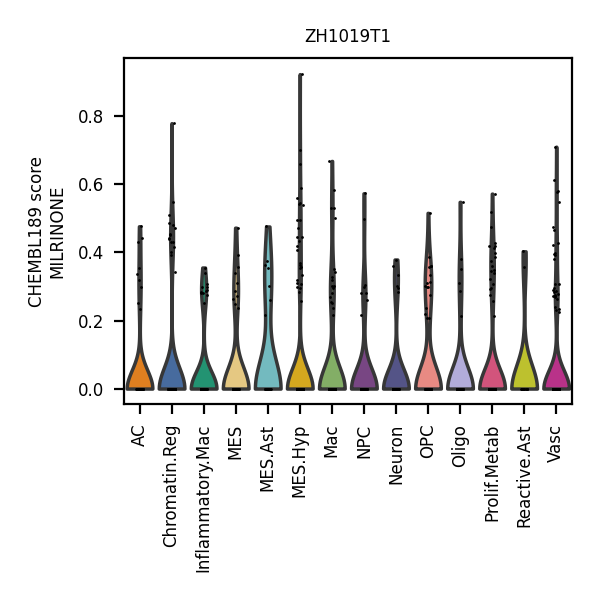 ZH1019T1
CHEMBL189 score
MILRINONE
0.8
0.6
0.4
0.2
0.0
AC
Chromatin.Reg
Inflammatory.Mac
MES
MES.Ast
MES.Hyp
Mac
NPC
Neuron
OPC
Oligo
Prolif.Metab
Reactive.Ast
Vasc